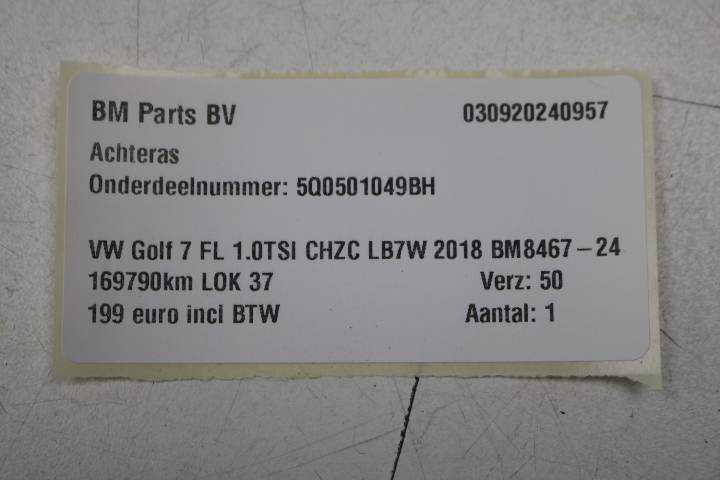 BM Parts BV 030920240957
Achteras
Onderdeelnummer: 5Q0501049BH
VW Golf 7 FL 1.0TSI CHZC LB7W 2018 BM8467-24
169790km LOK 37 Verz: 50
199 euro incl BTW Aantal: 1